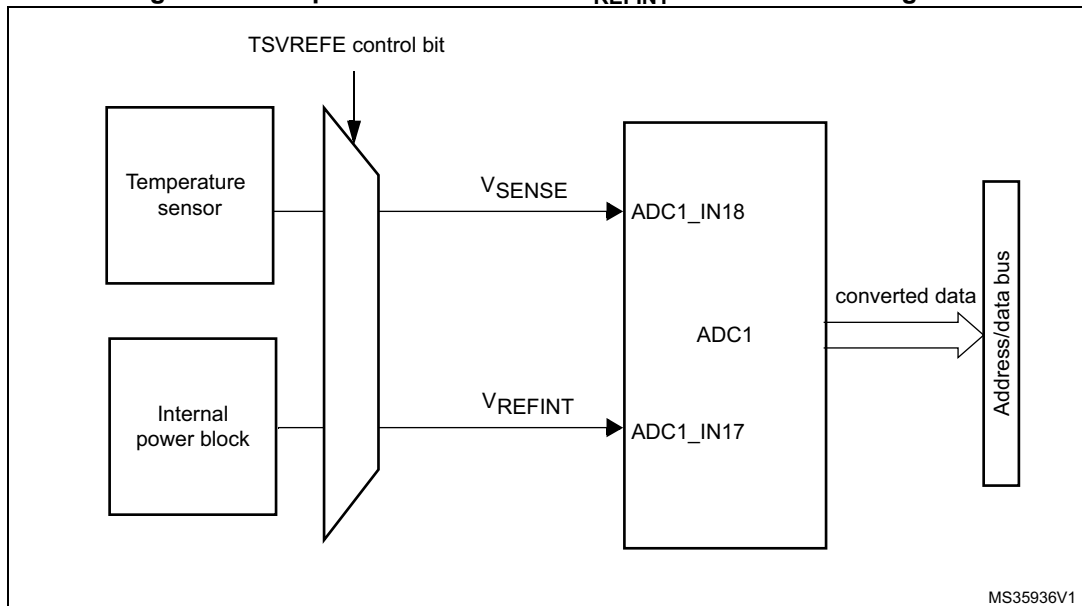 REFINT
TSVREFE control bit
Temperature
sensor
VSENSE
ADC1_IN18
converted data
Address/data bus
ADC1
Internal
power block
VREFINT
ADC1_IN17
MS35936V1